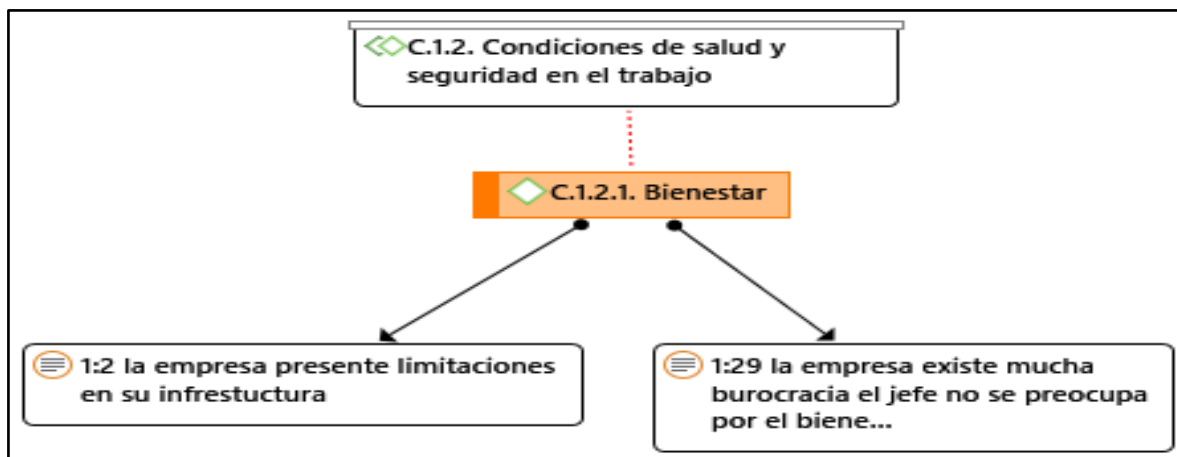 C.1.2. Condiciones de salud y
seguridad en el trabajo
C.1.2.1. Bienestar
1:2 la empresa presente limitaciones
en su infrestuctura
1:29 la empresa existe mucha
burocracia el jefe no se preocupa
por el biene...